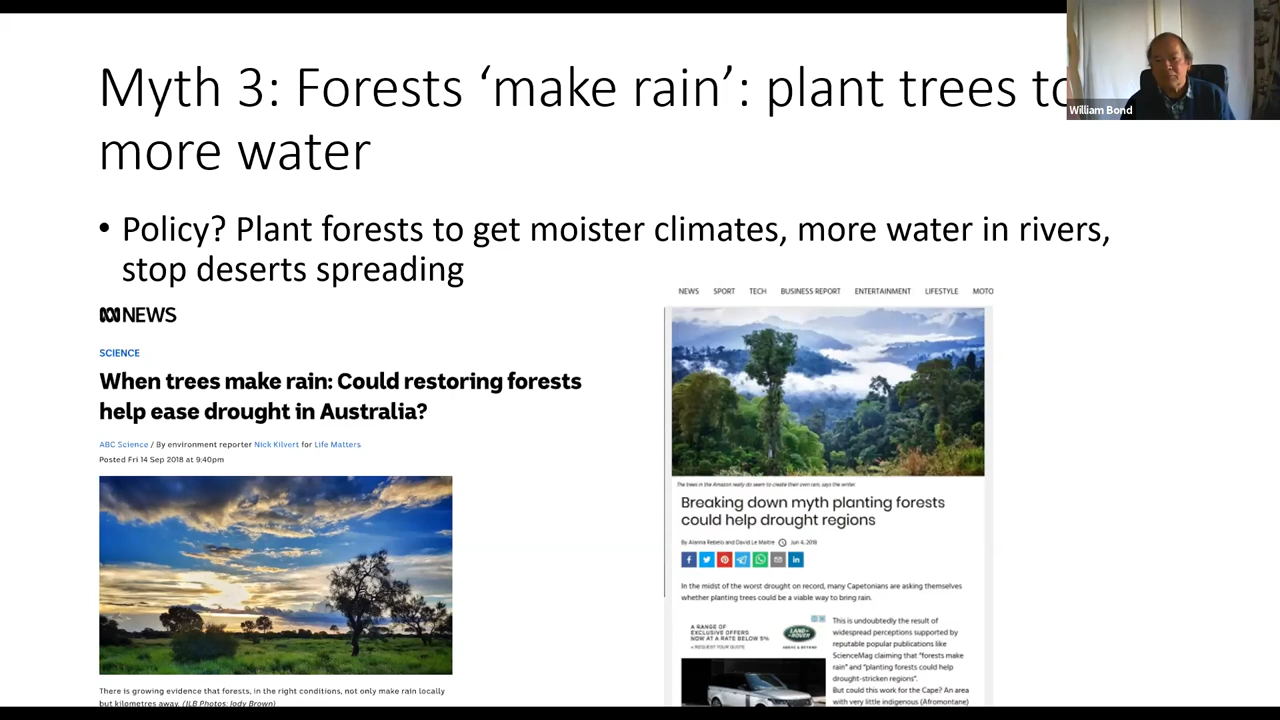 Myth 3: Forests ‘make rain’: plant trees to
more water
William Bond
• Policy? Plant forests to get moister climates, more water in rivers,
stop deserts spreading
NEWS
SCIENCE
When trees make rain: Could restoring forests
help ease drought in Australia?
ABC Science / By environment reporter Nick Kilvert for Life Matters
Posted Fri 14 Sep 2018 at 9:40pm
There is growing evidence that forests, in the right conditions, not only make rain locally
but kilometres away. (ILB Photos: Jody Brown)
NEWS SPORT TECH BUSINESS REPORT ENTERTAINMENT LIFESTYLE MOTO
The trees in the Amazon really do seem to create their own rain, says the writer
Breaking down myth planting forests
could help drought regions
By Alanna Rebelo and David Le Maitre Jun 4, 2018
In the midst of the worst drought on record, many Capetonians are asking themselves
whether planting trees could be a viable way to bring rain.
A RANGE OF
EXCLUSIVE OFFERS
NOW AT A RATE BELOW 5%
REQUEST YOUR QUOTE
LAND ROVER
ABOVE & BEYOND
This is undoubtedly the result of
widespread perceptions supported by
reputable popular publications like
ScienceMag claiming that "forests make
rain" and "planting forests could help
drought-stricken regions".
But could this work for the Cape? An area
with very little indigenous (Afromontane)